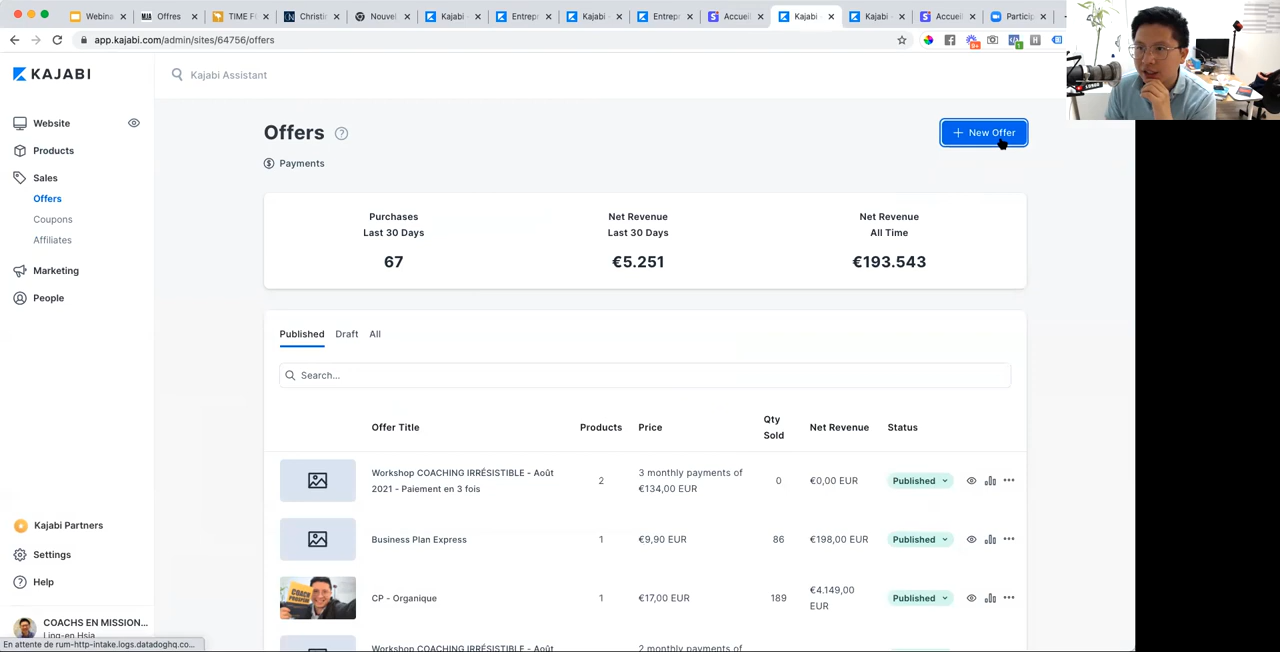 Webina
Offres
TIME F
Christi
Nouvel
Kajabi -
Entrepr
Kajabi -
Entrepr
Accueil
Kajabi -
Kajabi -
Accueil
Particip
app.kajabi.com/admin/sites/64756/offers
KAJABI
Kajabi Assistant
Website
Products
Sales
Offers
Coupons
Affiliates
Marketing
People
Kajabi Partners
Settings
Help
COACHS EN MISSION...
Ling-en Hsia
En attente de rum-http-intake.logs.datadoghq.co...
Offers
+ New Offer
Payments
Purchases
Last 30 Days
67
Net Revenue
Last 30 Days
€5.251
Net Revenue
All Time
€193.543
Published Draft All
Search...
Offer Title Products Price Qty Sold Net Revenue Status
Workshop COACHING IRRÉSISTIBLE - Août
2021 - Paiement en 3 fois
2
3 monthly payments of
€134,00 EUR
0
€0,00 EUR
Published
Business Plan Express
1
€9,90 EUR
86
€198,00 EUR
Published
CP - Organique
1
€17,00 EUR
189
€4.149,00
EUR
Published
Workshop COACHING IRRÉSISTIBLE - Août
2 monthly payments of